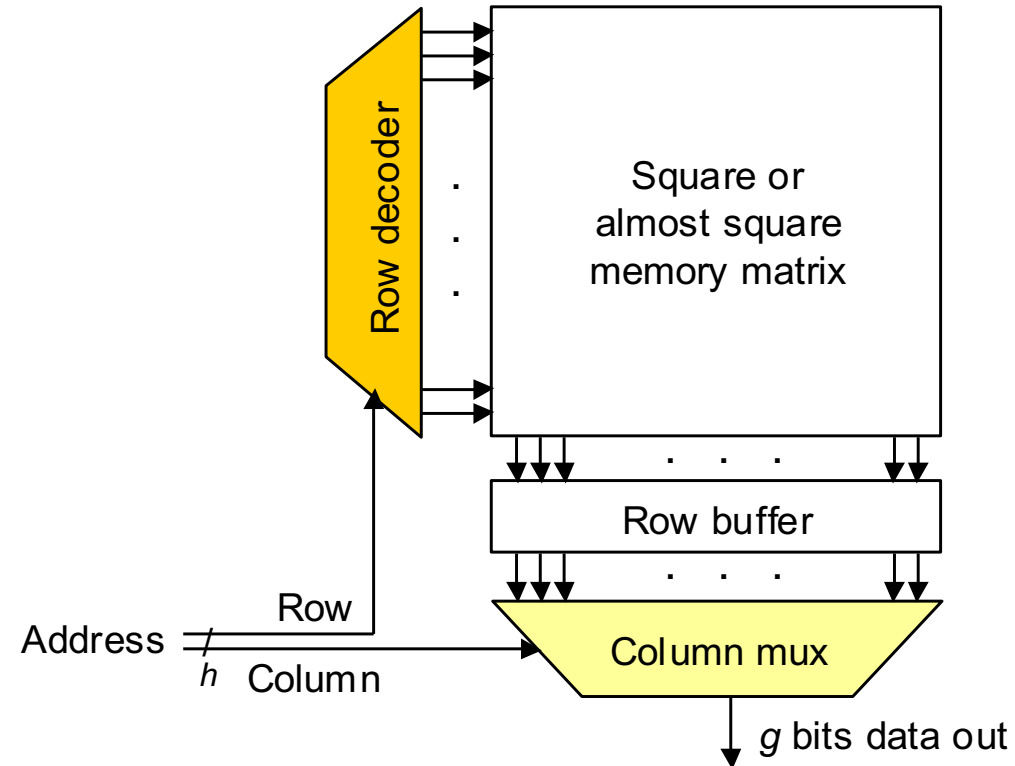 Row decoder
Square or
almost square
memory matrix
. . .
. . .
Row buffer
. . .
Row
Address
h
Column
Column mux
g bits data out